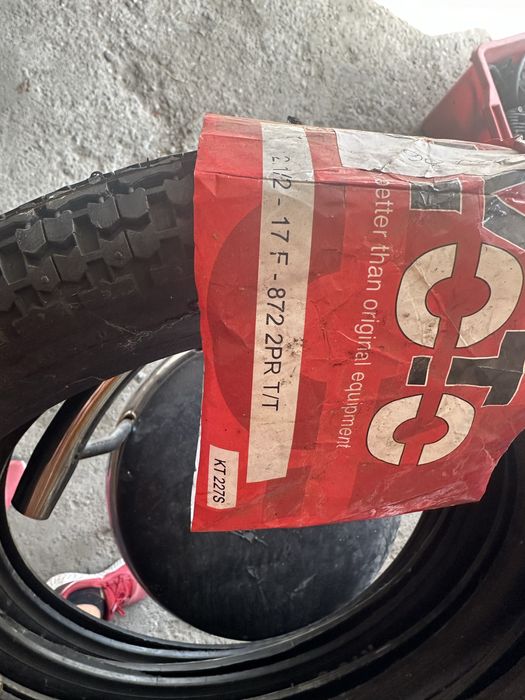 2 1/2 - 17 F - 872 2PR T/T
better than original equipment
KT 227S